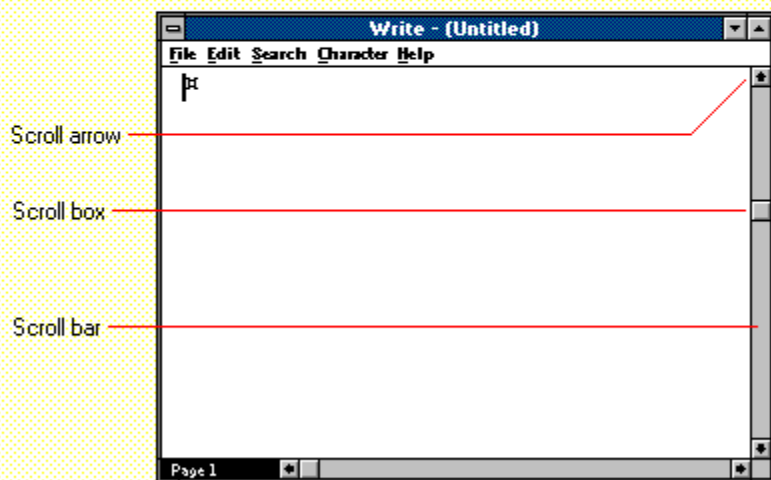 Write - (Untitled)
File Edit Search Character Help
¤
Scroll arrow
Scroll box
Scroll bar
Page 1